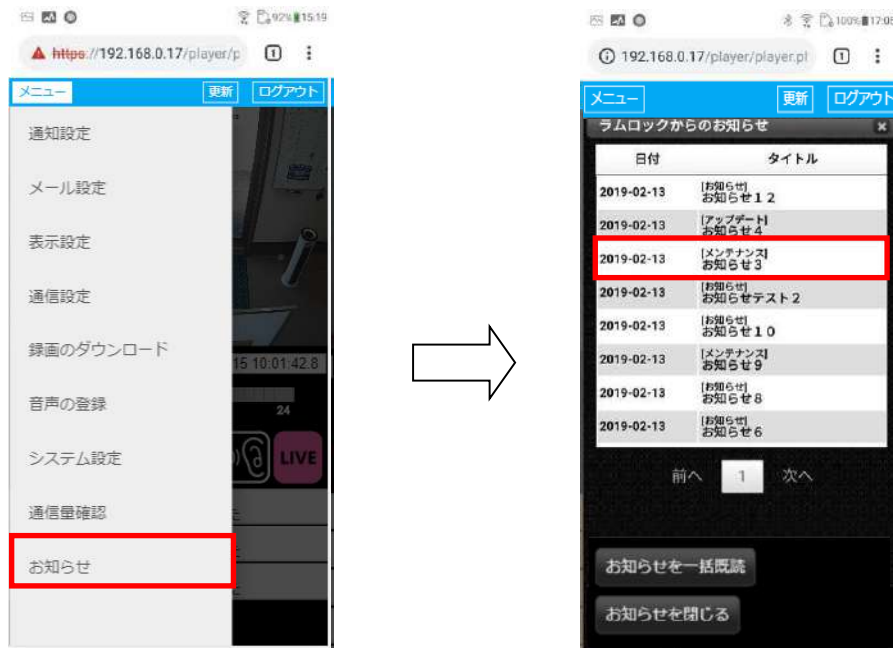 92% 15:19
https://192.168.0.17/player/p
1
メニュー 更新 ログアウト
通知設定
メール設定
表示設定
通信設定
録画のダウンロード
音声の登録
システム設定
通信量確認
お知らせ
15 10:01:42.8
24
LIVE
100% 17:08
192.168.0.17/player/player.pl
1
メニュー 更新 ログアウト
ラムロックからのお知らせ
日付 タイトル
2019-02-13 [お知らせ]
お知らせ12
2019-02-13 [アップデート]
お知らせ4
2019-02-13 [メンテナンス]
お知らせ3
2019-02-13 [お知らせ]
お知らせテスト2
2019-02-13 [お知らせ]
お知らせ10
2019-02-13 [メンテナンス]
お知らせ9
2019-02-13 [お知らせ]
お知らせ8
2019-02-13 [お知らせ]
お知らせ6
前へ 1 次へ
お知らせを一括既読
お知らせを閉じる